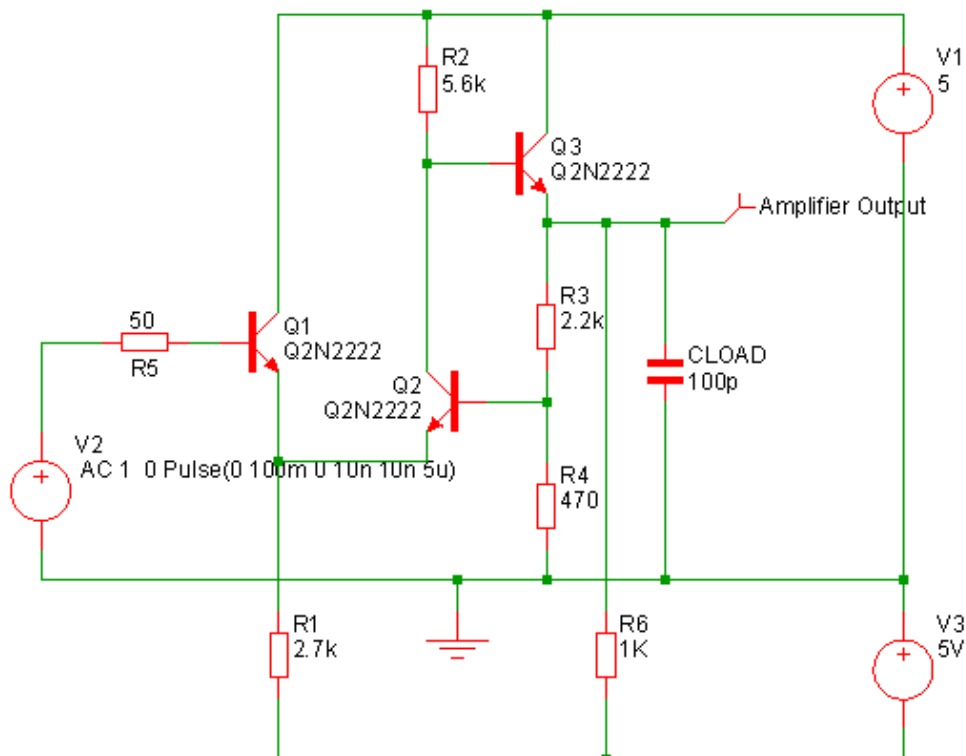 R2
5.6k
V1
5
Q3
Q2N2222
Amplifier Output
R3
2.2k
50
R5
Q1
Q2N2222
CLOAD
100p
Q2
Q2N2222
V2
AC 1 0 Pulse(0 100m 0 10n 10n 5u)
R4
470
R1
2.7k
R6
1K
V3
5V